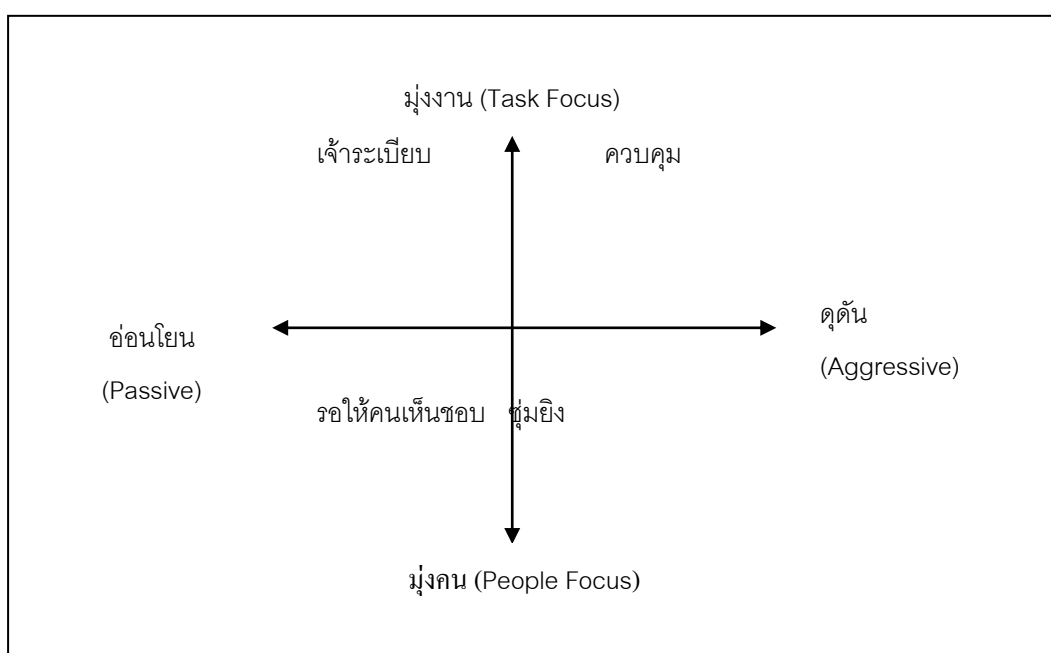 มุ่งงาน (Task Focus)
เจ้าระเบียบ ควบคุม
อ่อนโยน
(Passive)
ดุดัน
(Aggressive)
รอให้คนเห็นชอบ ซุ่มยิง
มุ่งคน (People Focus)